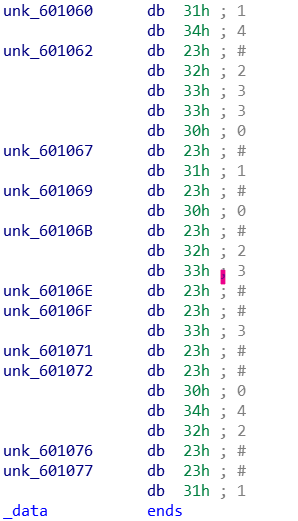 unk_601060 db 31h ; 1
db 34h ; 4
unk_601062 db 23h ; #
db 32h ; 2
db 33h ; 3
db 33h ; 3
db 30h ; 0
unk_601067 db 23h ; #
db 31h ; 1
unk_601069 db 23h ; #
db 30h ; 0
unk_60106B db 23h ; #
db 32h ; 2
db 33h ; 3
unk_60106E db 23h ; #
unk_60106F db 23h ; #
db 33h ; 3
unk_601071 db 23h ; #
unk_601072 db 23h ; #
db 30h ; 0
db 34h ; 4
db 32h ; 2
unk_601076 db 23h ; #
unk_601077 db 23h ; #
db 31h ; 1
_data ends